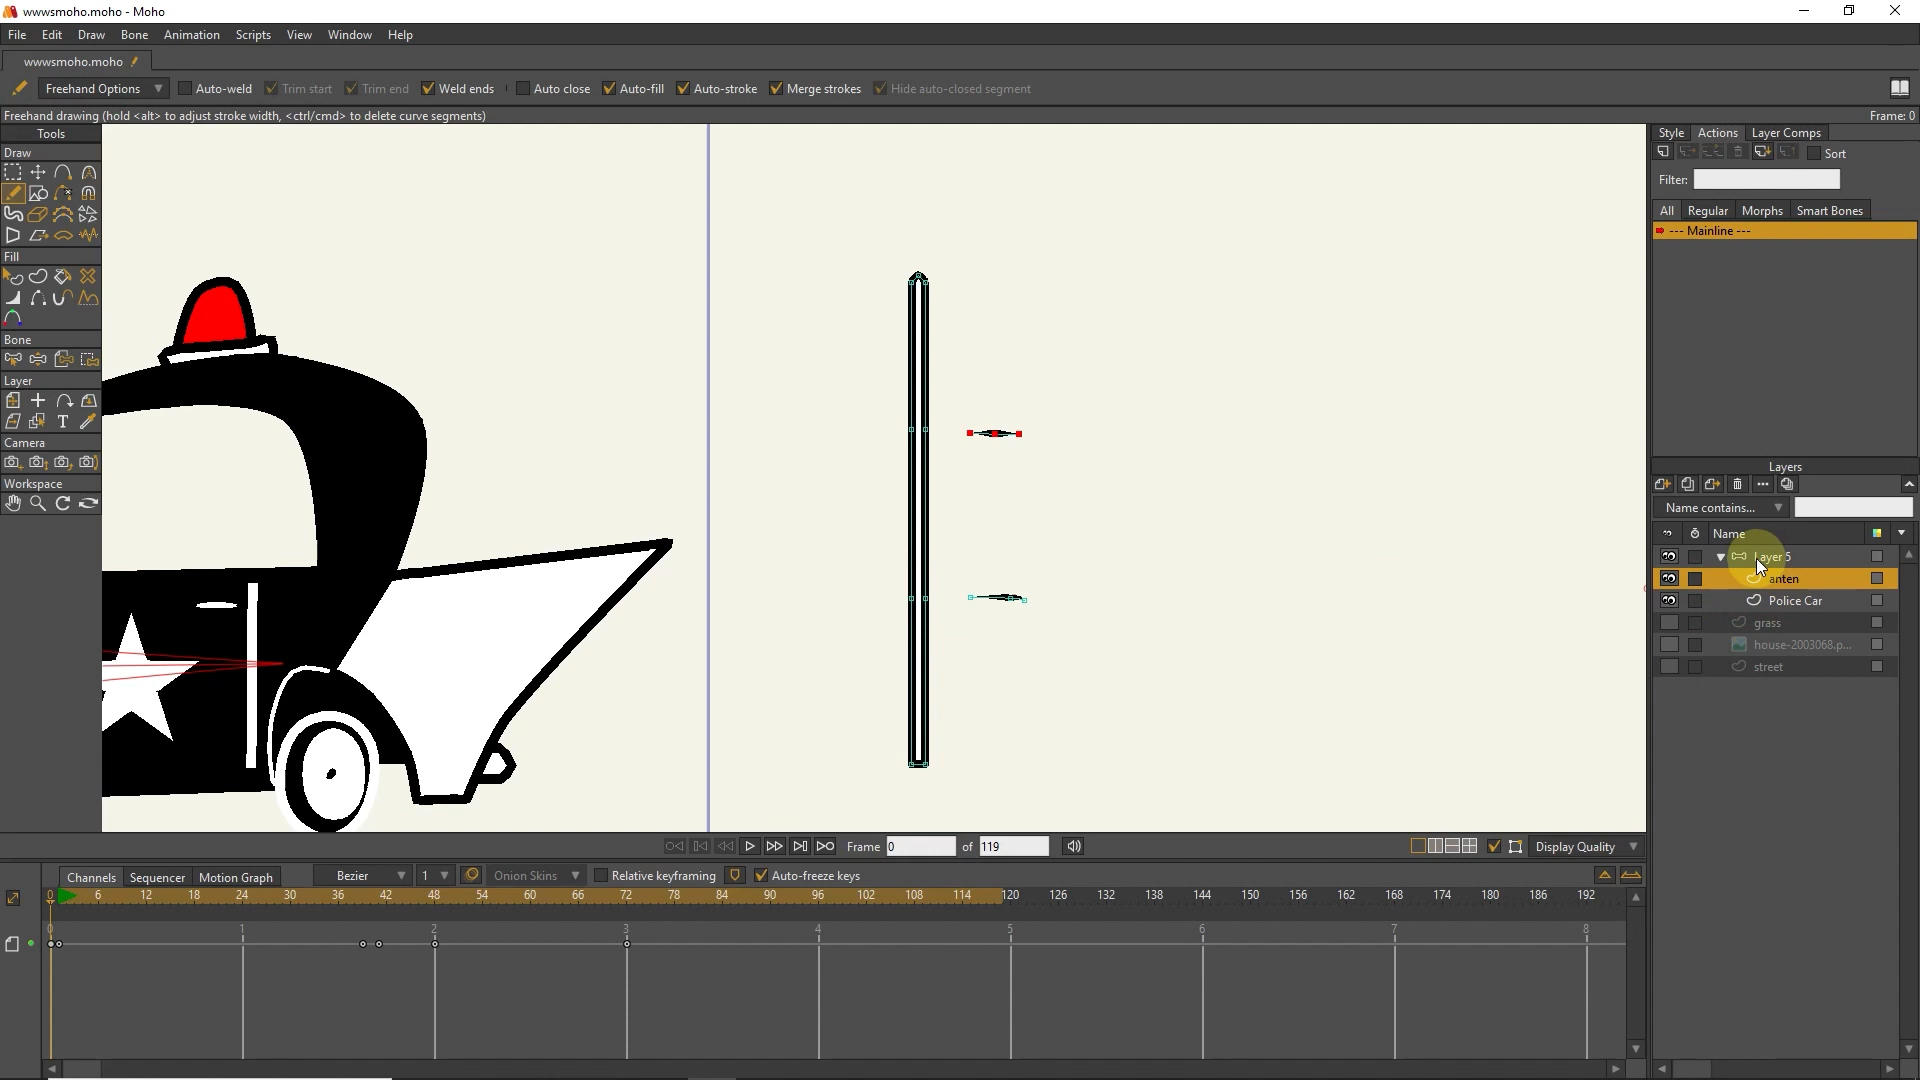 wwwsmoho.moho - Moho
File Edit Draw Bone Animation Scripts View Window Help
wwwsmoho.moho
Freehand Options Auto-weld Trim start Trim end Weld ends Auto close Auto-fill Auto-stroke Merge strokes Hide auto-closed segment
Freehand drawing (hold <alt> to adjust stroke width, <ctrl/cmd> to delete curve segments) Frame: 0
Tools
Draw
Fill
Bone
Layer
T
Camera
Workspace
Style Actions Layer Comps
Sort
Filter:
All Regular Morphs Smart Bones
--- Mainline ---
Layers
Name contains...
Name
Layer 5
anten
Police Car
grass
house-2003068.p...
street
Frame 0 of 119 Display Quality
Channels Sequencer Motion Graph Bezier 1 Onion Skins Relative keyframing Auto-freeze keys
0 6 12 18 24 30 36 42 48 54 60 66 72 78 84 90 96 102 108 114 120 126 132 138 144 150 156 162 168 174 180 186 192
0 1 2 3 4 5 6 7 8